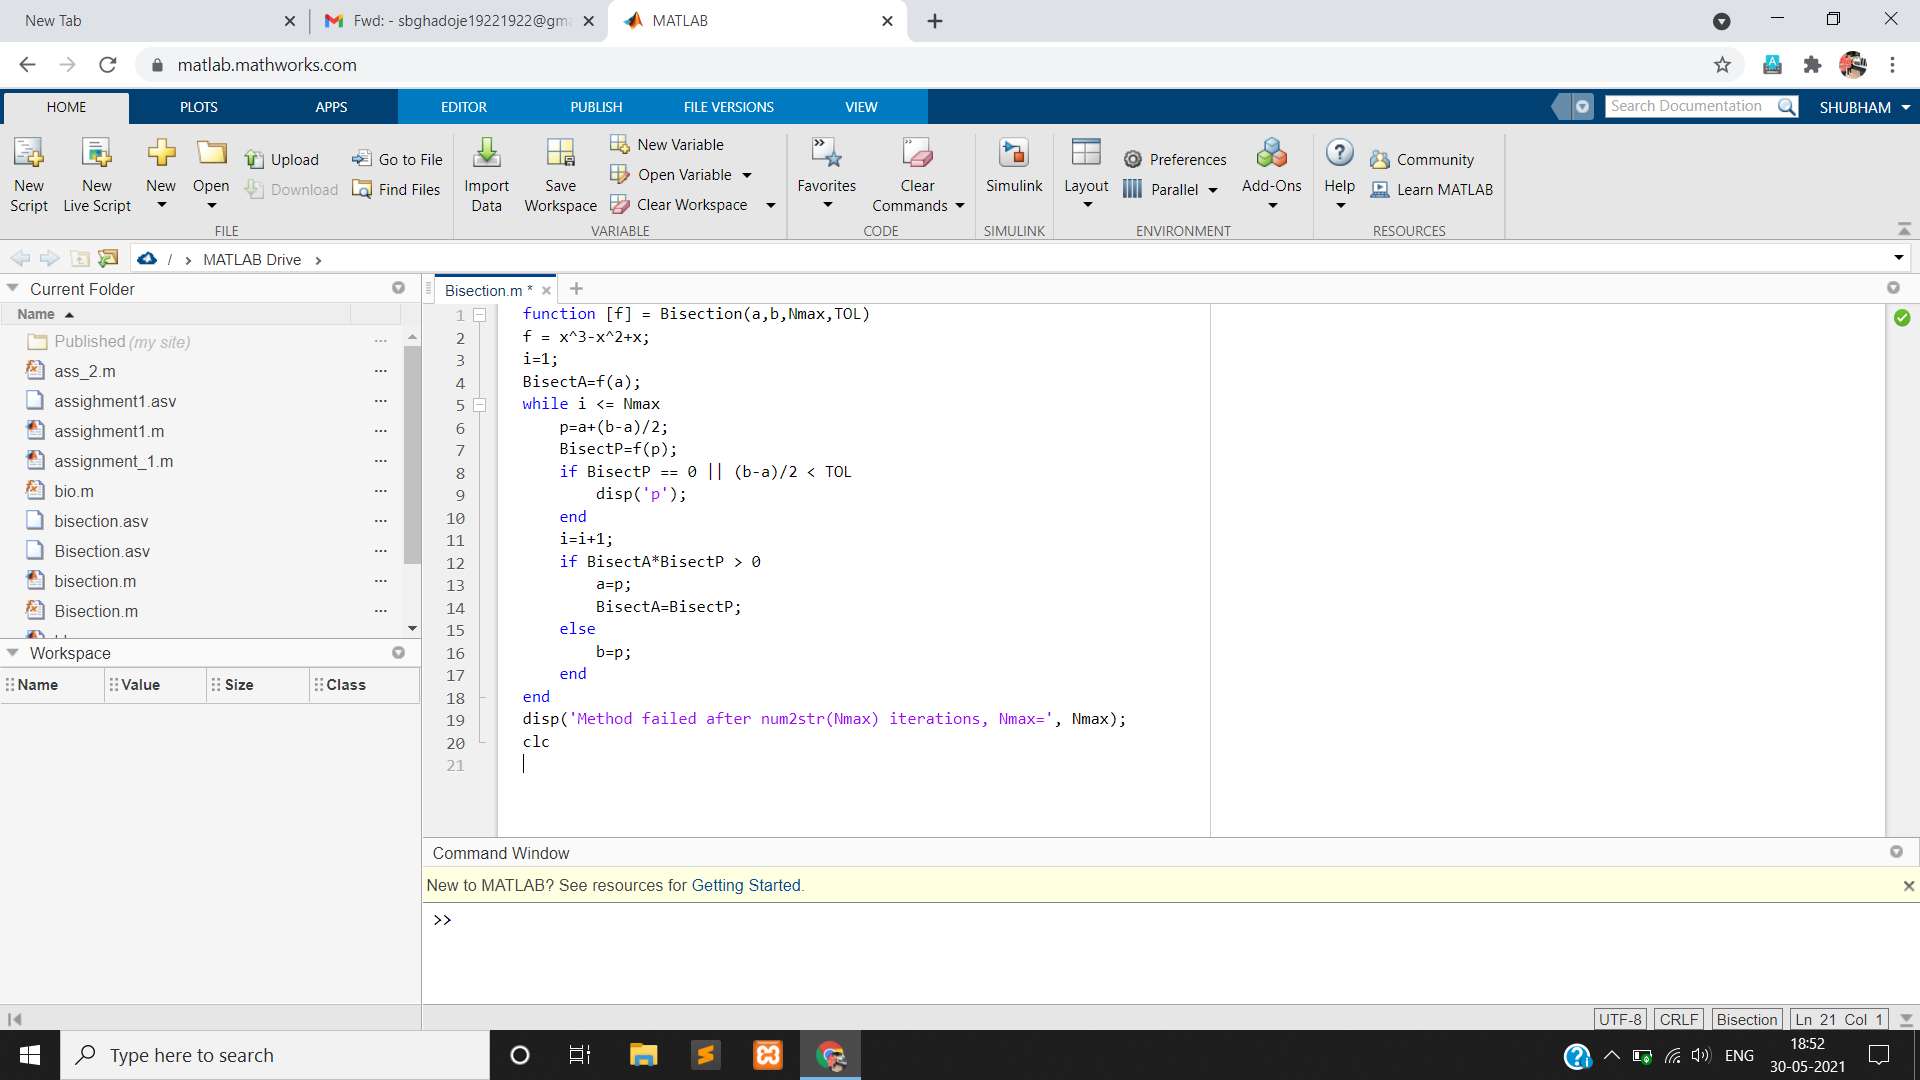 New Tab
Fwd: - sbghadoje19221922@gm
MATLAB
matlab.mathworks.com
HOME PLOTS APPS EDITOR PUBLISH FILE VERSIONS VIEW
Search Documentation
SHUBHAM
New Script
New Live Script
New
Open
Upload
Download
Go to File
Find Files
FILE
Import Data
Save Workspace
New Variable
Open Variable
Clear Workspace
VARIABLE
Favorites
Clear Commands
CODE
Simulink
SIMULINK
Layout
Preferences
Parallel
Add-Ons
ENVIRONMENT
Help
Community
Learn MATLAB
RESOURCES
/ > MATLAB Drive >
Current Folder
Name
Published (my site)
ass_2.m
assighment1.asv
assighment1.m
assignment_1.m
bio.m
bisection.asv
Bisection.asv
bisection.m
Bisection.m
Workspace
Name Value Size Class
Bisection.m *
1 function [f] = Bisection(a,b,Nmax,TOL)
2 f = x^3-x^2+x;
3 i=1;
4 BisectA=f(a);
5 while i <= Nmax
6 p=a+(b-a)/2;
7 BisectP=f(p);
8 if BisectP == 0 || (b-a)/2 < TOL
9 disp('p');
10 end
11 i=i+1;
12 if BisectA*BisectP > 0
13 a=p;
14 BisectA=BisectP;
15 else
16 b=p;
17 end
18 end
19 disp('Method failed after num2str(Nmax) iterations, Nmax=', Nmax);
20 clc
21
Command Window
New to MATLAB? See resources for Getting Started.
>>
UTF-8 CRLF Bisection Ln 21 Col 1
Type here to search
ENG
18:52
30-05-2021